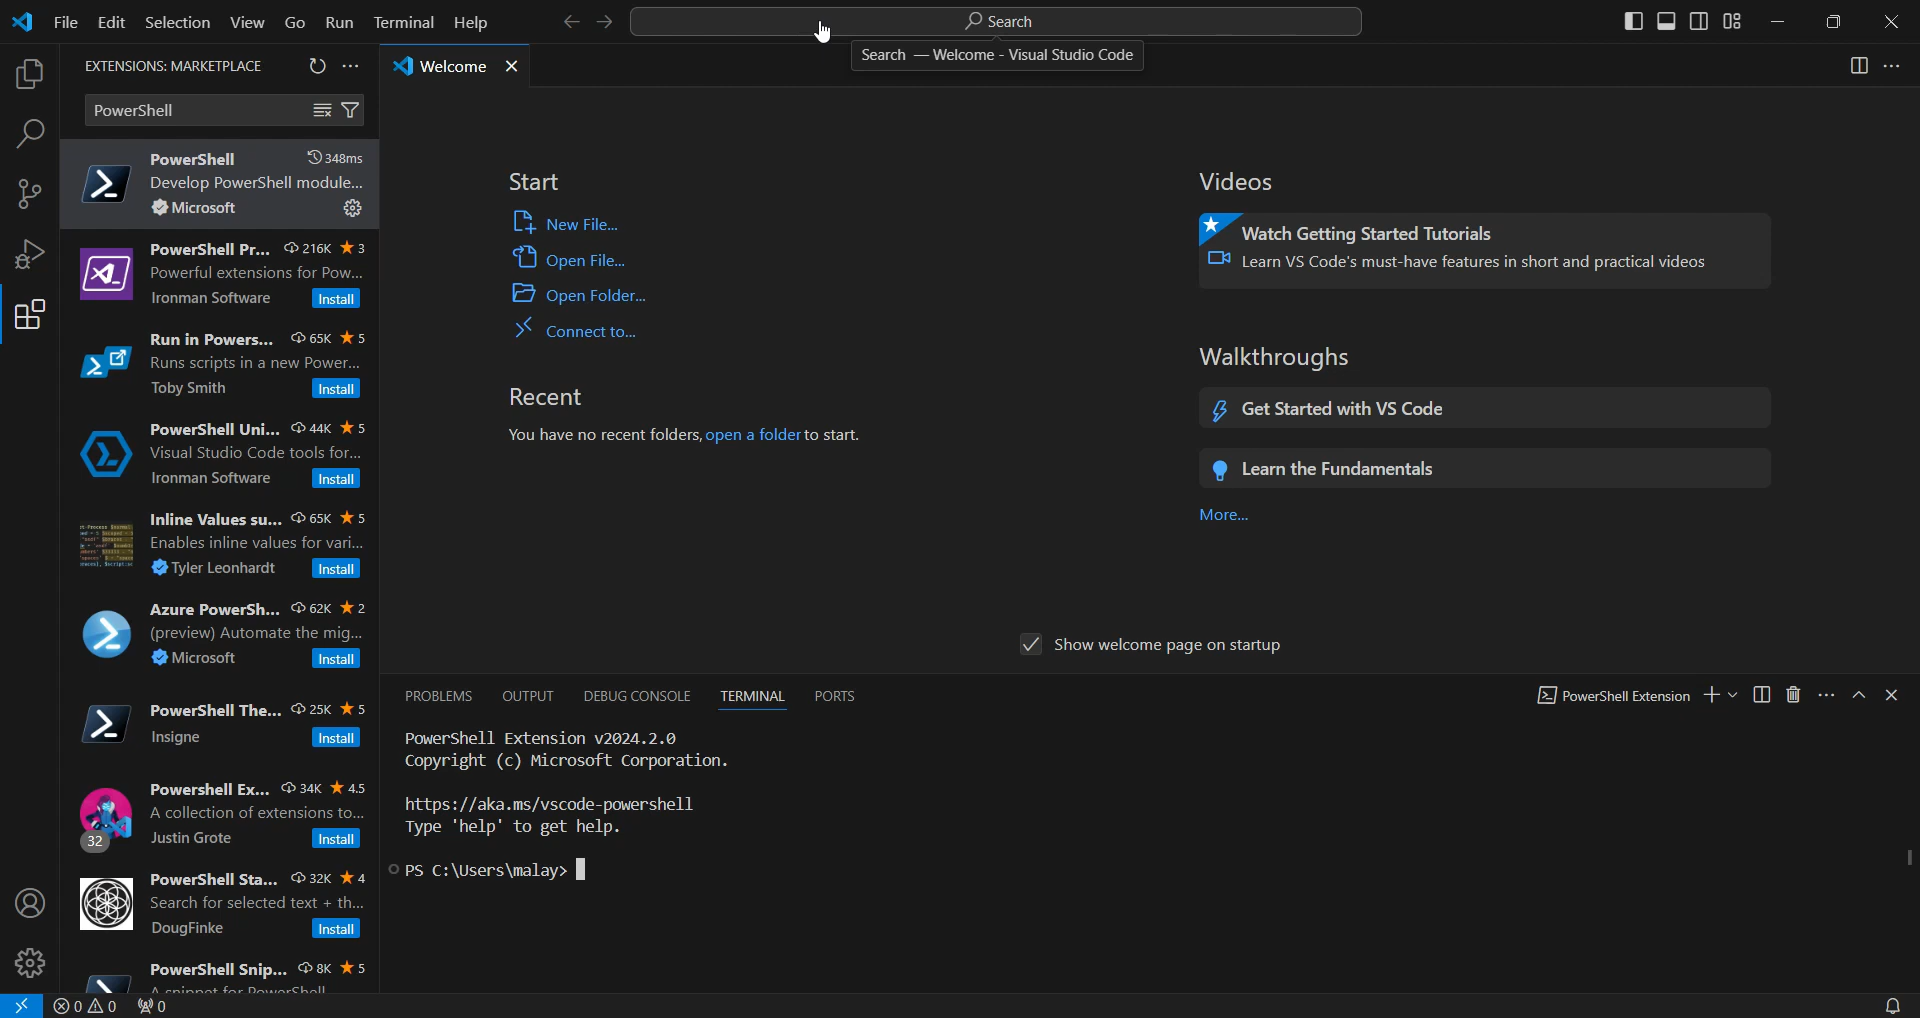 File Edit Selection View Go Run Terminal Help
Search
Search — Welcome - Visual Studio Code
EXTENSIONS: MARKETPLACE
Welcome
PowerShell
PowerShell 348ms
Develop PowerShell module...
Microsoft
PowerShell Pr... 216K 3
Powerful extensions for Pow...
Ironman Software Install
Run in Powers... 65K 5
Runs scripts in a new Power...
Toby Smith Install
PowerShell Uni... 44K 5
Visual Studio Code tools for...
Ironman Software Install
Inline Values su... 65K 5
Enables inline values for vari...
Tyler Leonhardt Install
Azure PowerSh... 62K 2
(preview) Automate the mig...
Microsoft Install
PowerShell The... 25K 5
Insigne Install
Powershell Ex... 34K 4.5
A collection of extensions to...
32
Justin Grote Install
PowerShell Sta... 32K 4
Search for selected text + th...
DougFinke Install
PowerShell Snip... 8K 5
A snippet for PowerShell
Start
New File...
Open File...
Open Folder...
Connect to...
Recent
You have no recent folders, open a folder to start.
Videos
Watch Getting Started Tutorials
Learn VS Code's must-have features in short and practical videos
Walkthroughs
Get Started with VS Code
Learn the Fundamentals
More...
Show welcome page on startup
PROBLEMS OUTPUT DEBUG CONSOLE TERMINAL PORTS
PowerShell Extension
PowerShell Extension v2024.2.0
Copyright (c) Microsoft Corporation.
https://aka.ms/vscode-powershell
Type 'help' to get help.
PS C:\Users\malay>
0 0 0